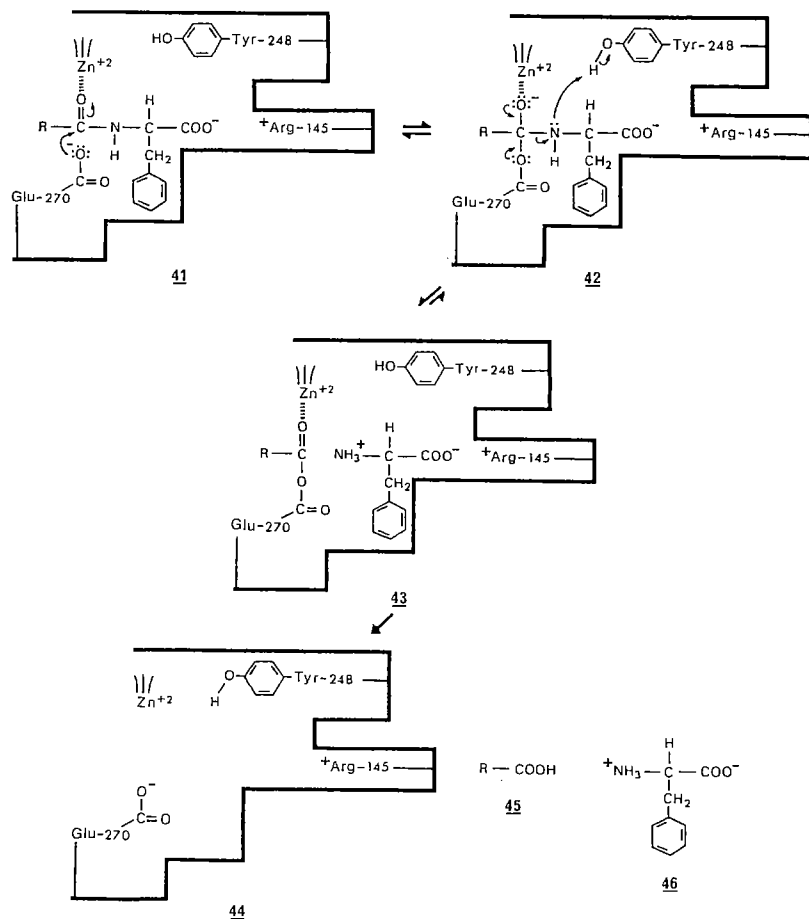 HO Tyr-248
Zn+2
O
H
R—C—N—C—COO− +Arg-145
O H CH2
C=O
Glu-270
41
H O Tyr-248
Zn+2
O−
H
R—C—N—C—COO− +Arg-145
O H CH2
C=O
Glu-270
42
HO Tyr-248
Zn+2
O
H
R—C NH3+—C—COO− +Arg-145
O CH2
C=O
Glu-270
43
Zn+2
H O Tyr-248
+Arg-145
O−
C=O
Glu-270
44
R—COOH
45
H
+NH3—C—COO−
CH2
46